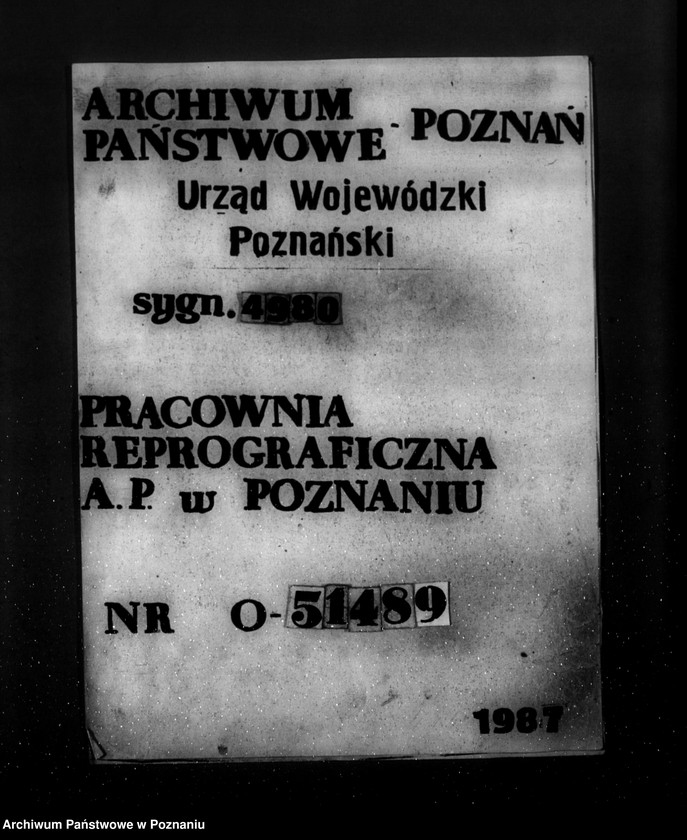 ARCHIWUM
PAŃSTWOWE - POZNAŃ
Urząd Wojewódzki
Poznański
sygn. 4980
PRACOWNIA
REPROGRAFICZNA
A. P. w POZNANIU
NR O-51489
1987
Archiwum Państwowe w Poznaniu